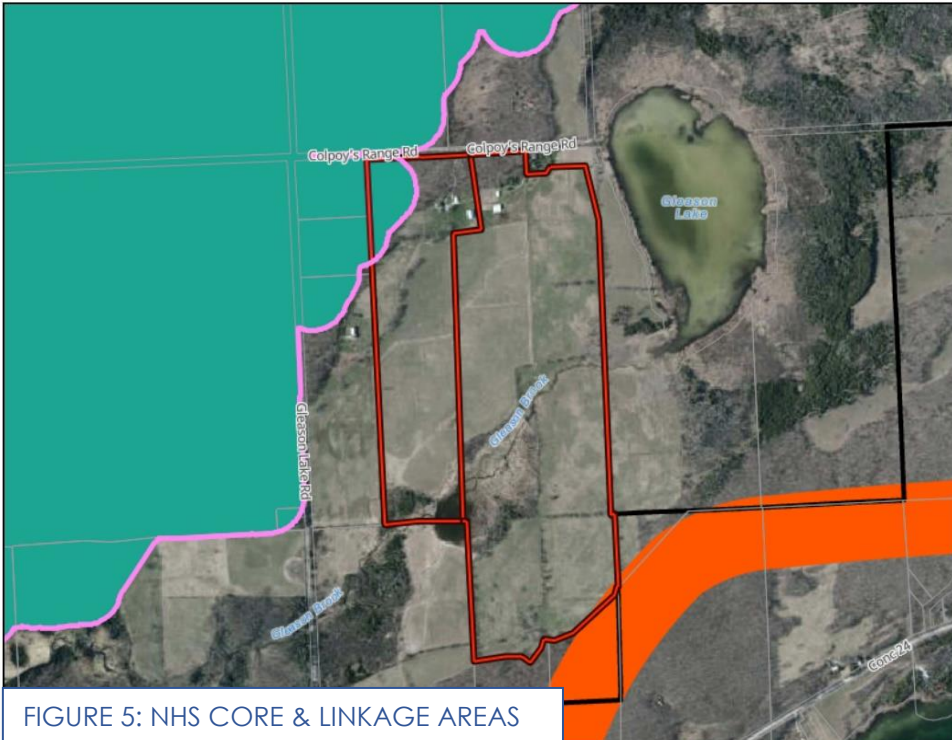 Colpoy's Range Rd
Colpoy's Range Rd
Gleason
Lake
Gleason Brook
Gleason Lake Rd
Gleason Brook
Conc 24
FIGURE 5: NHS CORE & LINKAGE AREAS